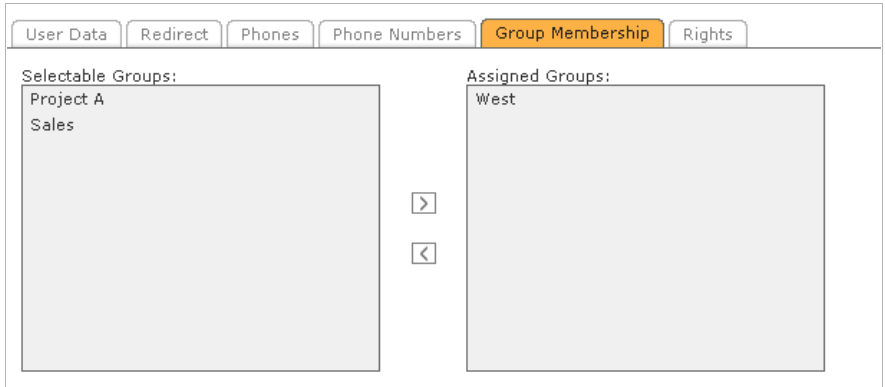 User Data Redirect Phones Phone Numbers Group Membership Rights
Selectable Groups: Assigned Groups:
Project A West
Sales